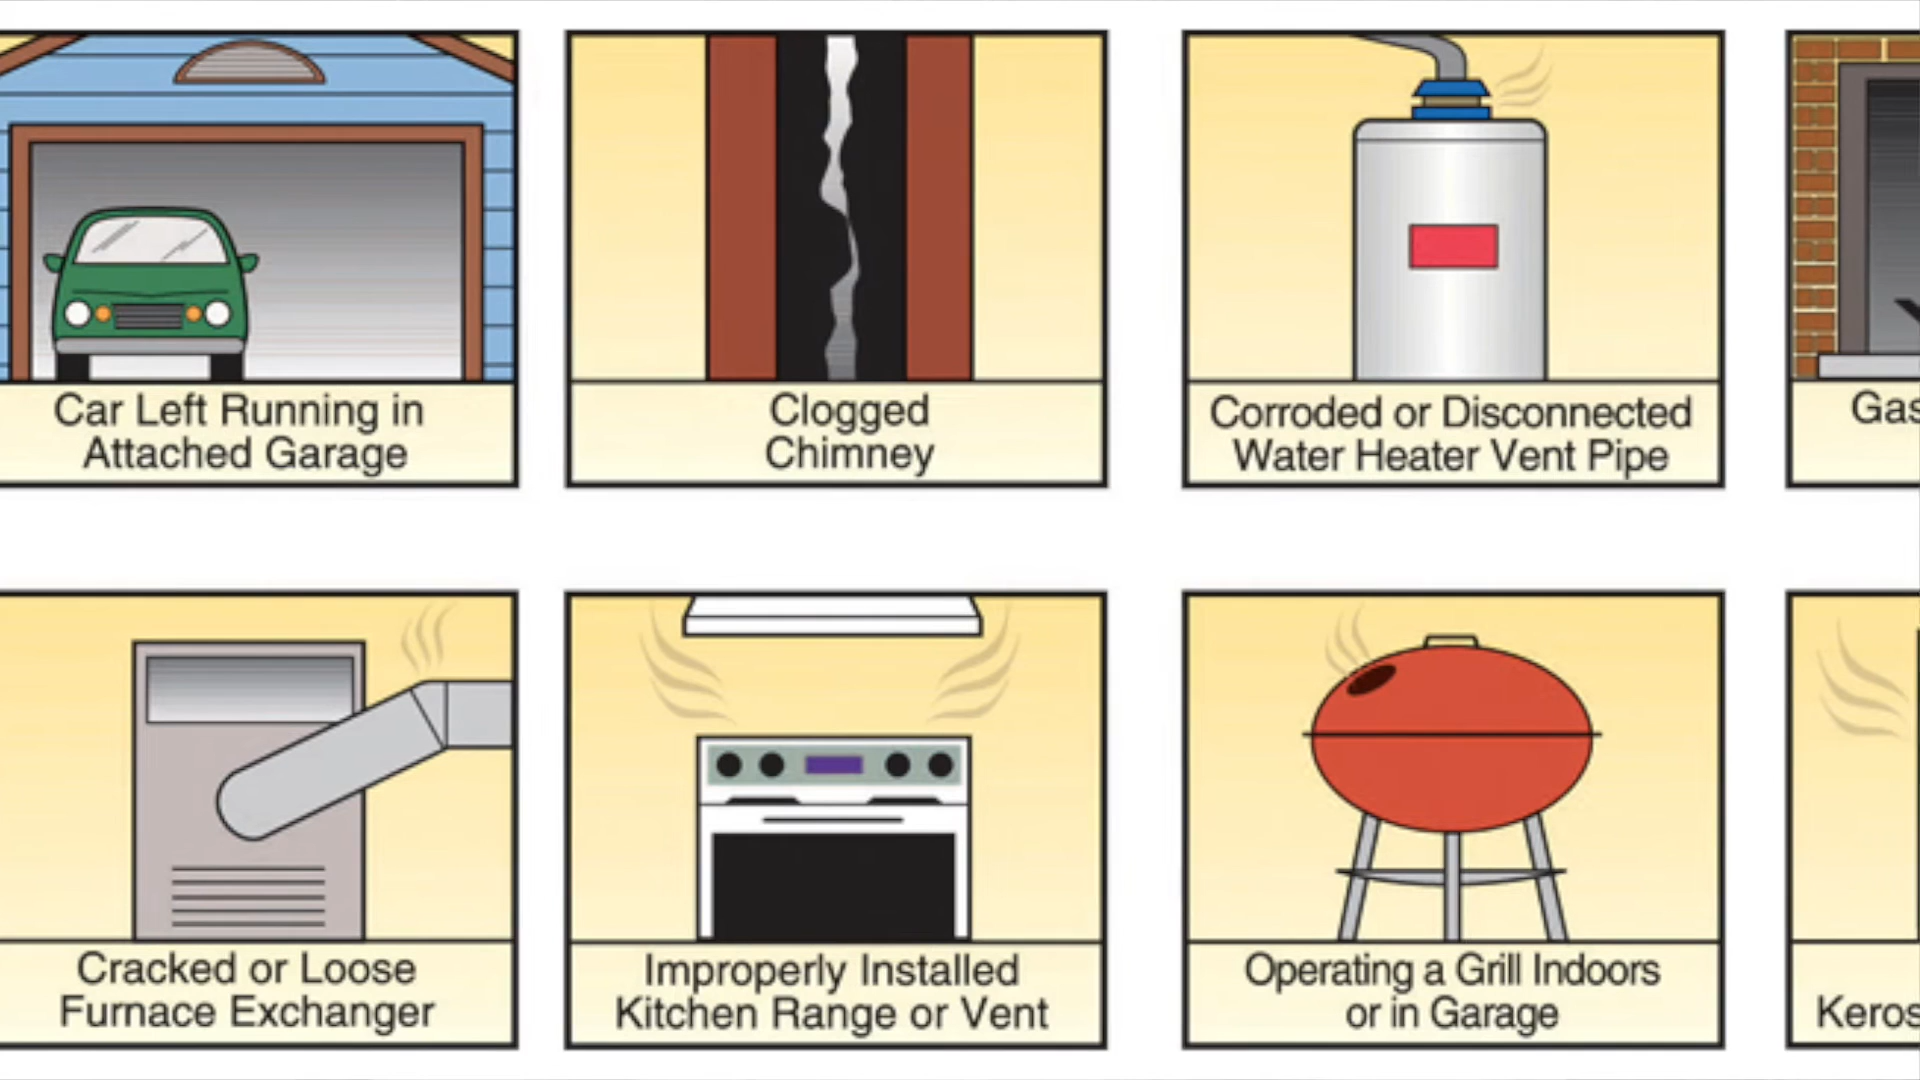 Car Left Running in
Attached Garage
Clogged
Chimney
Corroded or Disconnected
Water Heater Vent Pipe
Gas
Cracked or Loose
Furnace Exchanger
Improperly Installed
Kitchen Range or Vent
Operating a Grill Indoors
or in Garage
Keros